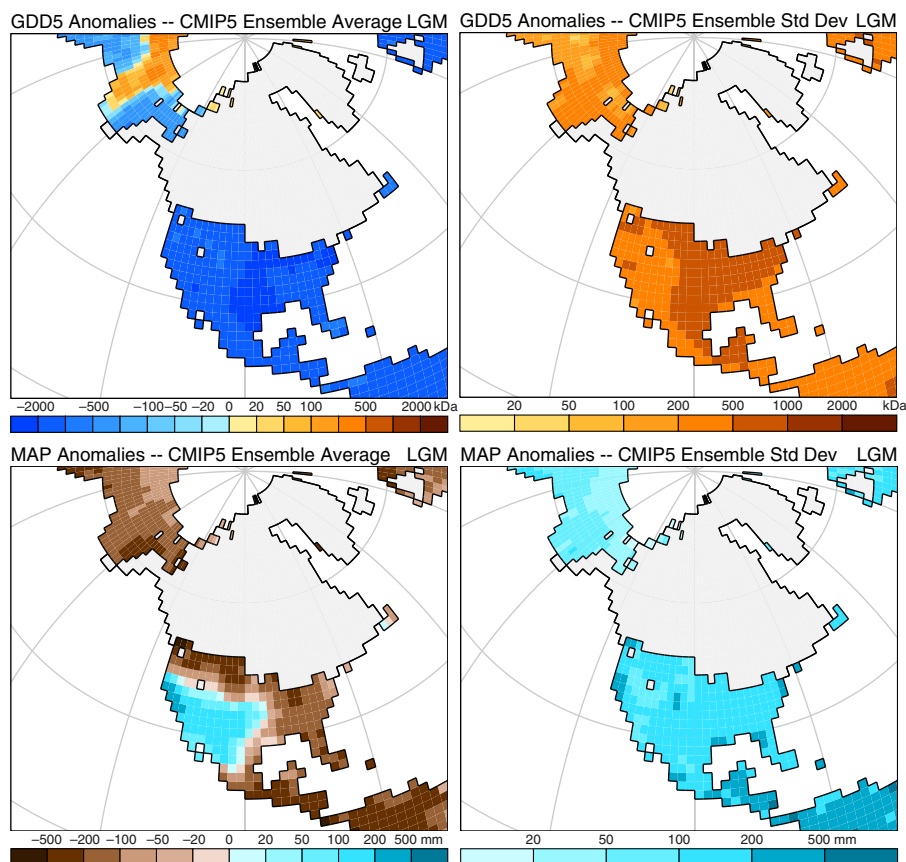 GDD5 Anomalies -- CMIP5 Ensemble Average LGM
GDD5 Anomalies -- CMIP5 Ensemble Std Dev LGM
−2000 −500 −100 −50 −20 0 20 50 100 500 2000 kDa
20 50 100 200 500 1000 2000 kDa
MAP Anomalies -- CMIP5 Ensemble Average LGM
MAP Anomalies -- CMIP5 Ensemble Std Dev LGM
−500 −200 −100 −50 −20 0 20 50 100 200 500 mm
20 50 100 200 500 mm